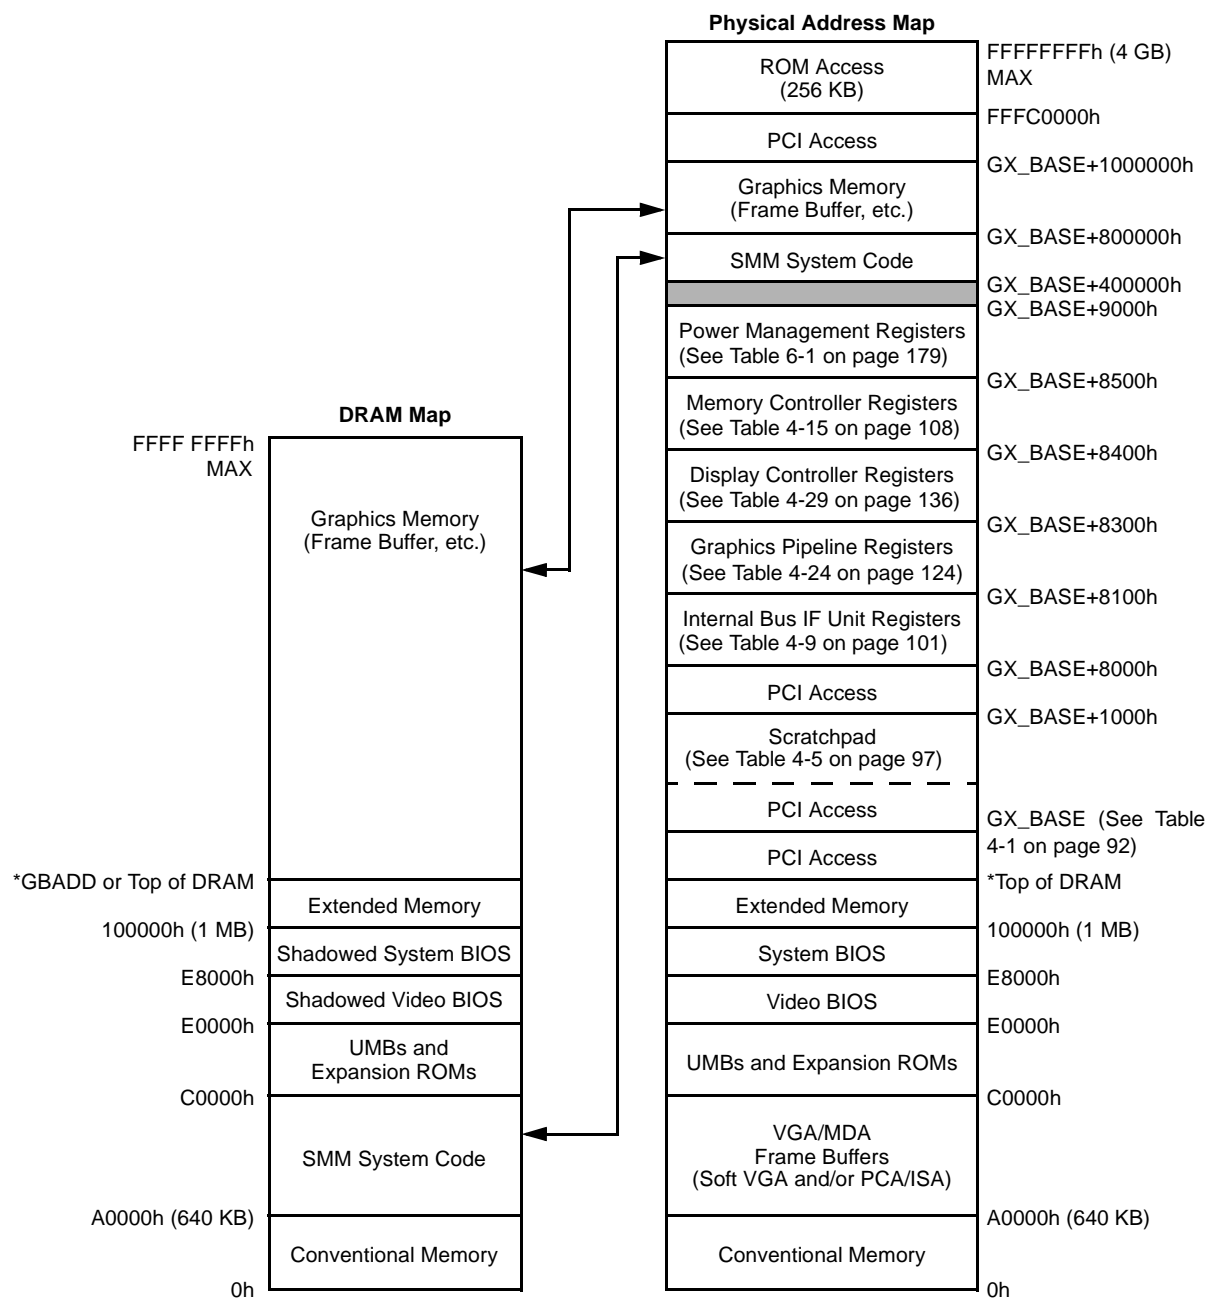 Physical Address Map
ROM Access
(256 KB)
FFFFFFFFh (4 GB)
MAX
FFFC0000h
PCI Access
GX_BASE+1000000h
Graphics Memory
(Frame Buffer, etc.)
GX_BASE+800000h
SMM System Code
GX_BASE+400000h
GX_BASE+9000h
Power Management Registers
(See Table 6-1 on page 179)
GX_BASE+8500h
Memory Controller Registers
(See Table 4-15 on page 108)
GX_BASE+8400h
Display Controller Registers
(See Table 4-29 on page 136)
GX_BASE+8300h
Graphics Pipeline Registers
(See Table 4-24 on page 124)
GX_BASE+8100h
Internal Bus IF Unit Registers
(See Table 4-9 on page 101)
GX_BASE+8000h
PCI Access
GX_BASE+1000h
Scratchpad
(See Table 4-5 on page 97)
PCI Access
GX_BASE (See Table
4-1 on page 92)
PCI Access
*Top of DRAM
Extended Memory
100000h (1 MB)
System BIOS
E8000h
Video BIOS
E0000h
UMBs and Expansion ROMs
C0000h
VGA/MDA
Frame Buffers
(Soft VGA and/or PCA/ISA)
A0000h (640 KB)
Conventional Memory
0h
DRAM Map
FFFF FFFFh
MAX
Graphics Memory
(Frame Buffer, etc.)
*GBADD or Top of DRAM
Extended Memory
100000h (1 MB)
Shadowed System BIOS
E8000h
Shadowed Video BIOS
E0000h
UMBs and
Expansion ROMs
C0000h
SMM System Code
A0000h (640 KB)
Conventional Memory
0h